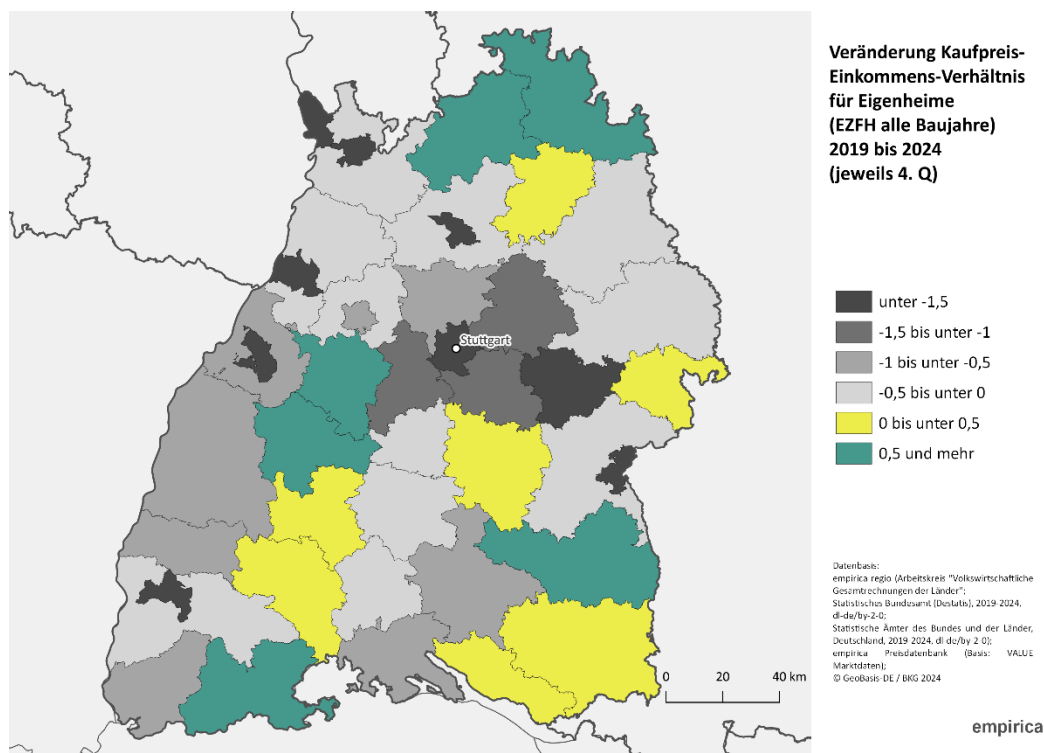 Veränderung Kaufpreis-
Einkommens-Verhältnis
für Eigenheime
(EZFH alle Baujahre)
2019 bis 2024
(jeweils 4. Q)
unter -1,5
-1,5 bis unter -1
-1 bis unter -0,5
-0,5 bis unter 0
0 bis unter 0,5
0,5 und mehr
Stuttgart
Datenbasis:
empirica regio (Arbeitskreis "Volkswirtschaftliche
Gesamtrechnungen der Länder";
Statistisches Bundesamt (Destatis), 2019-2024,
dl-de/by-2-0;
Statistische Ämter des Bundes und der Länder,
Deutschland, 2019 2024, dl de/by 2 0);
empirica Preisdatenbank (Basis: VALUE
Marktdaten);
© GeoBasis-DE / BKG 2024
0 20 40 km
empirica